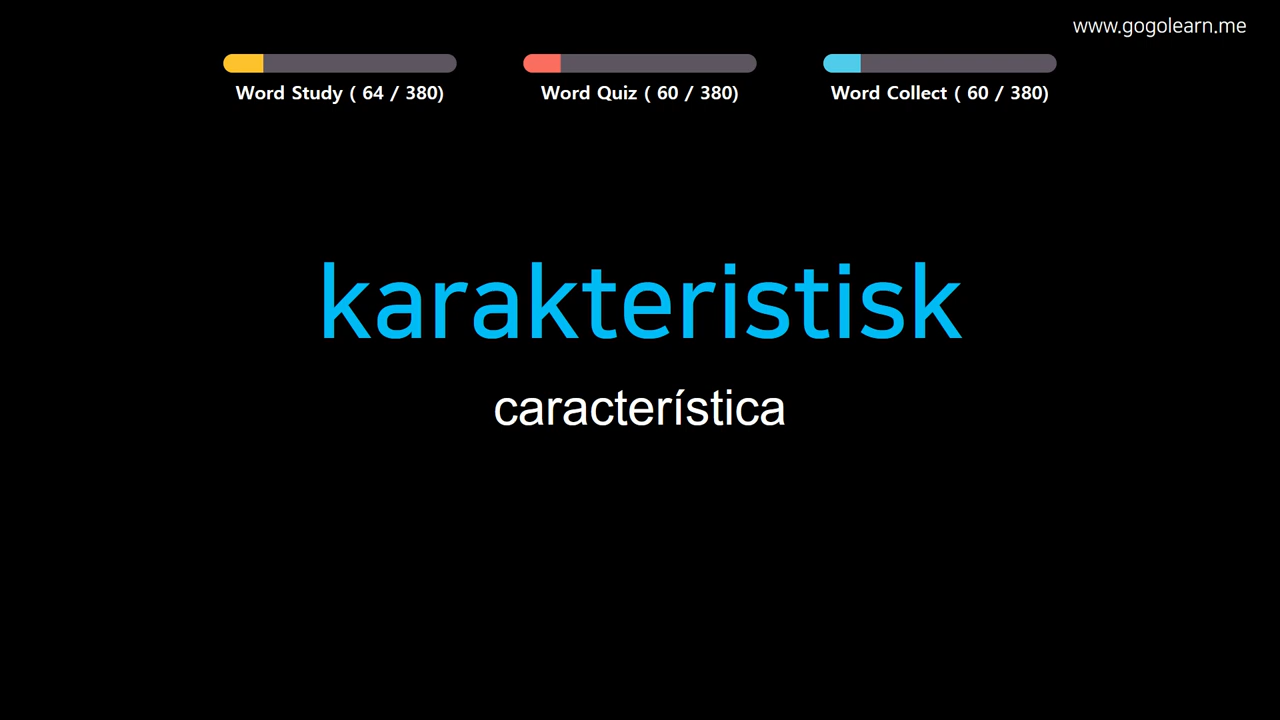 www.gogolearn.me
Word Study ( 64 / 380)
Word Quiz ( 60 / 380)
Word Collect ( 60 / 380)
karakteristisk
característica